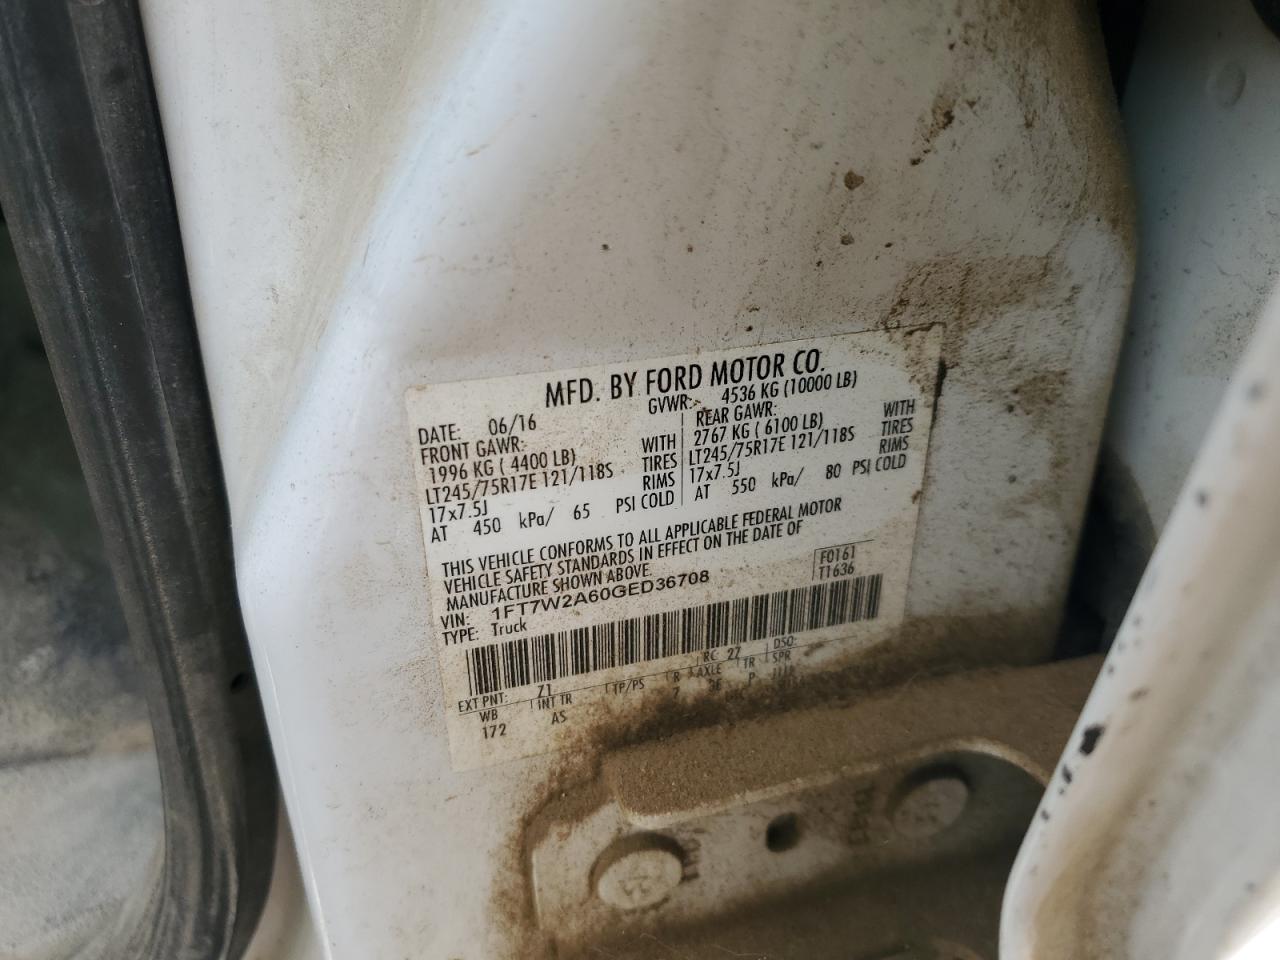 MFD. BY FORD MOTOR CO.
DATE: 06/16 GVWR: 4536 KG (10000 LB)
FRONT GAWR: REAR GAWR:
1996 KG ( 4400 LB) WITH 2767 KG ( 6100 LB) WITH
LT245/75R17E 121/118S TIRES LT245/75R17E 121/118S TIRES
17x7.5J RIMS 17x7.5J RIMS
AT 450 kPa/ 65 PSI COLD AT 550 kPa/ 80 PSI COLD
THIS VEHICLE CONFORMS TO ALL APPLICABLE FEDERAL MOTOR
VEHICLE SAFETY STANDARDS IN EFFECT ON THE DATE OF
MANUFACTURE SHOWN ABOVE.
VIN: 1FT7W2A60GED36708 F0161
TYPE: Truck T1636
EXT PNT: Z1 RC: 27 DSO:
WB INT TR TP/PS R AXLE TR SPR
172 AS